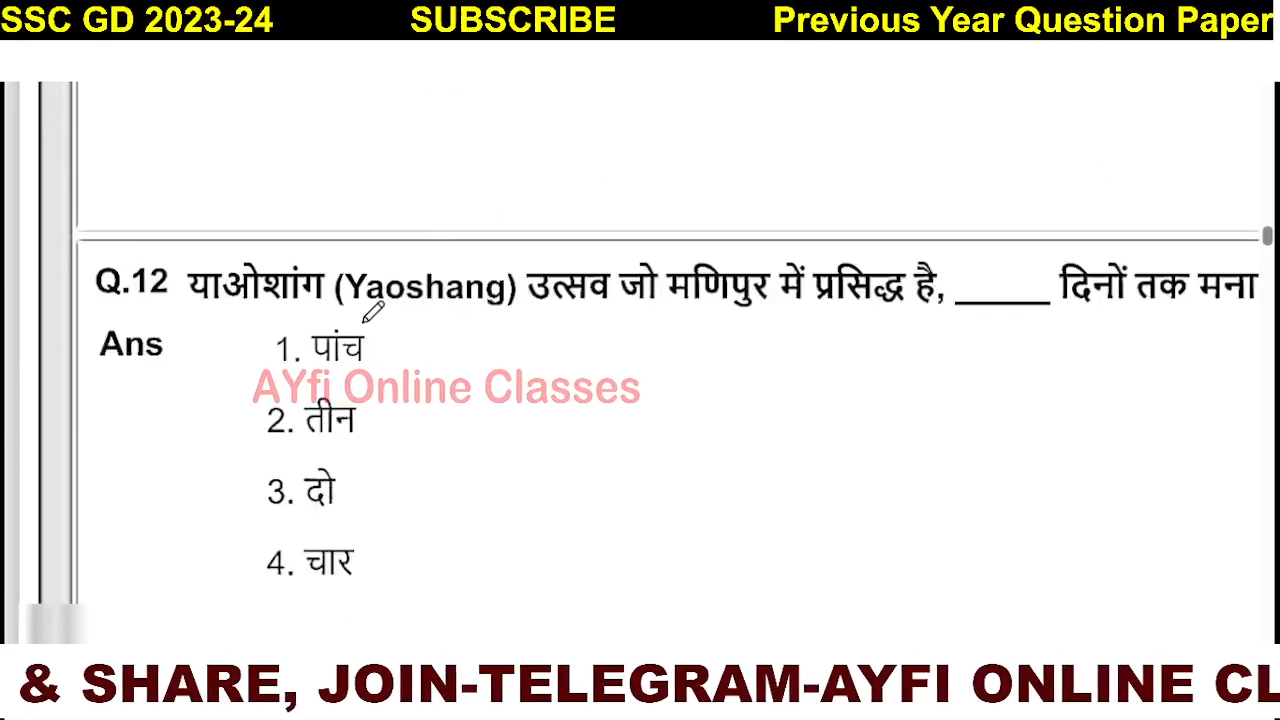 SSC GD 2023-24 SUBSCRIBE Previous Year Question Paper
Q.12 याओशांग (Yaoshang) उत्सव जो मणिपुर में प्रसिद्ध है, _____ दिनों तक मना
Ans 1. पांच
AYfi Online Classes
2. तीन
3. दो
4. चार
& SHARE, JOIN-TELEGRAM-AYFI ONLINE CL